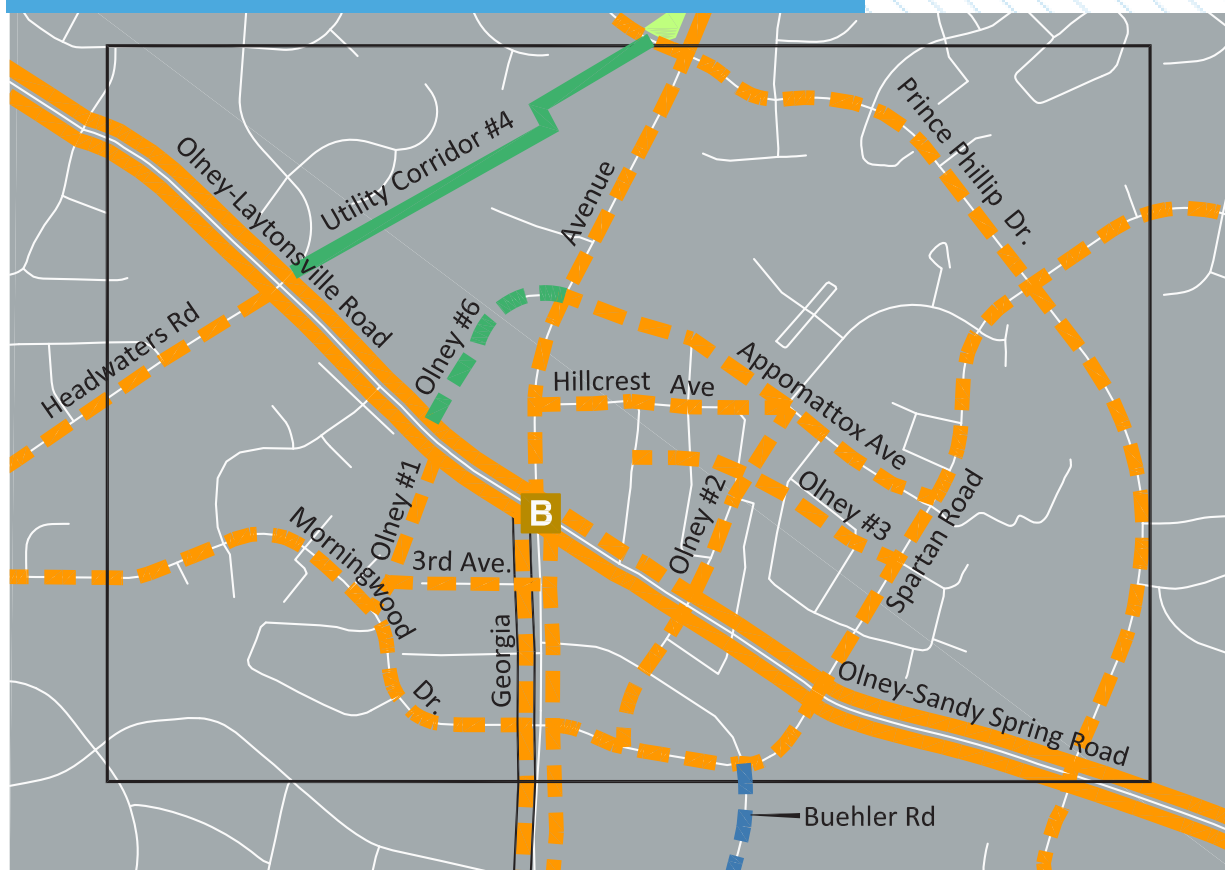 Prince Phillip Dr.
Utility Corridor #4
Olney-Laytonsville Road
Avenue
Headwaters Rd
Olney #6
Hillcrest Ave
Appomattox Ave
Olney #1
Olney #2
Olney #3
Spartan Road
B
Morningwood
3rd Ave.
Georgia
Dr.
Olney-Sandy Spring Road
Buehler Rd